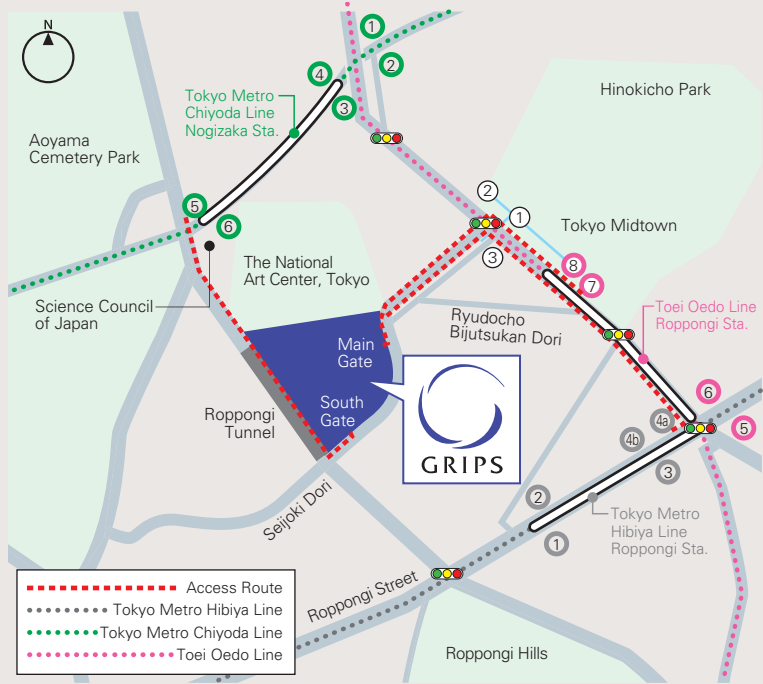 N
1
2
4
3
Tokyo Metro
Chiyoda Line
Nogizaka Sta.
Hinokicho Park
Aoyama
Cemetery Park
5
6
2
1
3
Tokyo Midtown
The National
Art Center, Tokyo
8
7
Science Council
of Japan
Ryudocho
Bijutsukan Dori
Toei Oedo Line
Roppongi Sta.
Main
Gate
South
Gate
GRIPS
Roppongi
Tunnel
6
5
4a
4b
3
2
1
Tokyo Metro
Hibiya Line
Roppongi Sta.
Seijoki Dori
Roppongi Street
Roppongi Hills
Access Route
Tokyo Metro Hibiya Line
Tokyo Metro Chiyoda Line
Toei Oedo Line